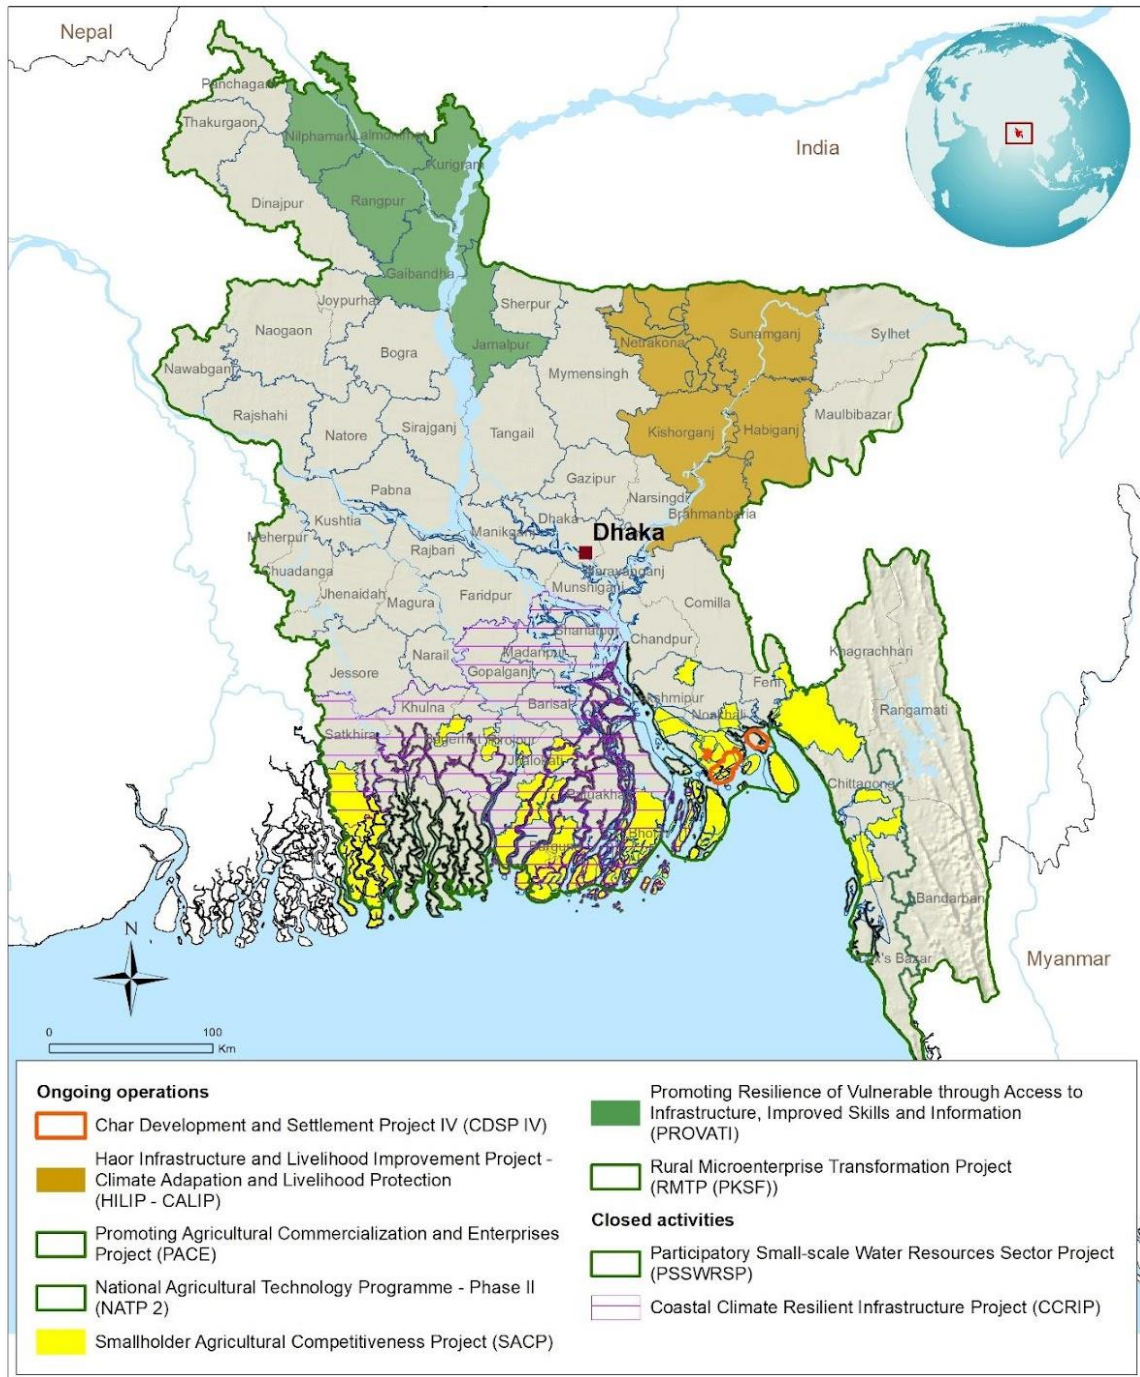 Nepal
India
Panchagarh
Thakurgaon
Nilphamari
Lalmonirhat
Kurigram
Dinajpur
Rangpur
Gaibandha
Sherpur
Joypurhat
Naogaon
Jamalpur
Netrakona
Sunamganj
Sylhet
Bogra
Nawabganj
Mymensingh
Rajshahi
Natore
Sirajganj
Tangail
Kishorganj
Habiganj
Maulbibazar
Gazipur
Pabna
Narsingdi
Kushtia
Dhaka
Brahmanbaria
Manikganj
Dhaka
Meherpur
Rajbari
Narayanganj
Chuadanga
Munshiganj
Jhenaidah
Magura
Faridpur
Comilla
Shariatpur
Chandpur
Narail
Madaripur
Khagrachhari
Jessore
Gopalganj
Feni
Khulna
Barisal
Lakshmipur
Rangamati
Noakhali
Satkhira
Bagerhat
Pirojpur
Jhalokati
Chittagong
Patuakhali
Bhola
Barguna
Bandarban
N
Cox's Bazar
Myanmar
0 100
Km
Ongoing operations
Char Development and Settlement Project IV (CDSP IV)
Haor Infrastructure and Livelihood Improvement Project -
Climate Adapation and Livelihood Protection
(HILIP - CALIP)
Promoting Agricultural Commercialization and Enterprises
Project (PACE)
National Agricultural Technology Programme - Phase II
(NATP 2)
Smallholder Agricultural Competitiveness Project (SACP)
Promoting Resilience of Vulnerable through Access to
Infrastructure, Improved Skills and Information
(PROVATI)
Rural Microenterprise Transformation Project
(RMTP (PKSF))
Closed activities
Participatory Small-scale Water Resources Sector Project
(PSSWRSP)
Coastal Climate Resilient Infrastructure Project (CCRIP)